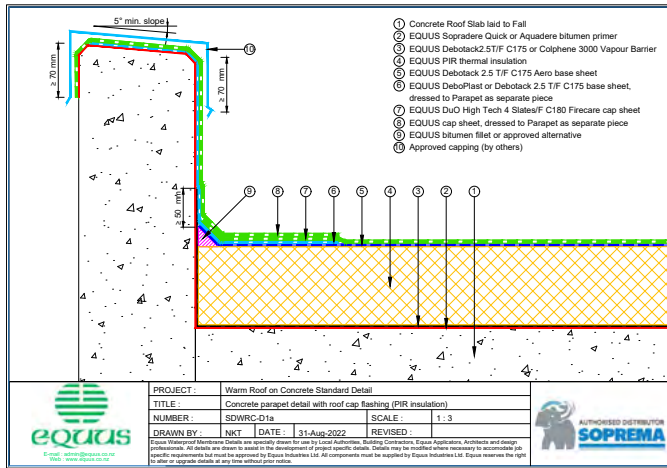 5° min. slope
① Concrete Roof Slab laid to Fall
② EQUUS Sopradere Quick or Aquadere bitumen primer
③ EQUUS Debotack2.5T/F C175 or Colphene 3000 Vapour Barrier
④ EQUUS PIR thermal insulation
⑤ EQUUS Debotack 2.5 T/F C175 Aero base sheet
⑥ EQUUS DeboPlast or Debotack 2.5 T/F C175 base sheet,
dressed to Parapet as separate piece
⑦ EQUUS DuO High Tech 4 Slates/F C180 Firecare cap sheet
⑧ EQUUS cap sheet, dressed to Parapet as separate piece
⑨ EQUUS bitumen fillet or approved alternative
⑩ Approved capping (by others)
⑩
≥ 70 mm
≥ 70 mm
≥ 50 mm
⑨ ⑧ ⑦ ⑥ ⑤ ④ ③ ② ①
equus
E-mail : admin@equus.co.nz
Web : www.equus.co.nz
PROJECT : Warm Roof on Concrete Standard Detail
TITLE : Concrete parapet detail with roof cap flashing (PIR insulation)
NUMBER : SDWRC-D1a SCALE : 1 : 3
DRAWN BY : NKT DATE : 31-Aug-2022 REVISED :
Equus Waterproof Membrane Details are specially drawn for use by Local Authorities, Building Contractors, Equus Applicators, Architects and design
professionals. All details are drawn to assist in the development of project specific details. Details may be modified where necessary to accomodate job
specific requirements but must be approved by Equus Industries Ltd. All components must be supplied by Equus Industries Ltd. Equus reserves the right
to alter or upgrade details at any time without prior notice.
AUTHORISED DISTRIBUTOR
SOPREMA